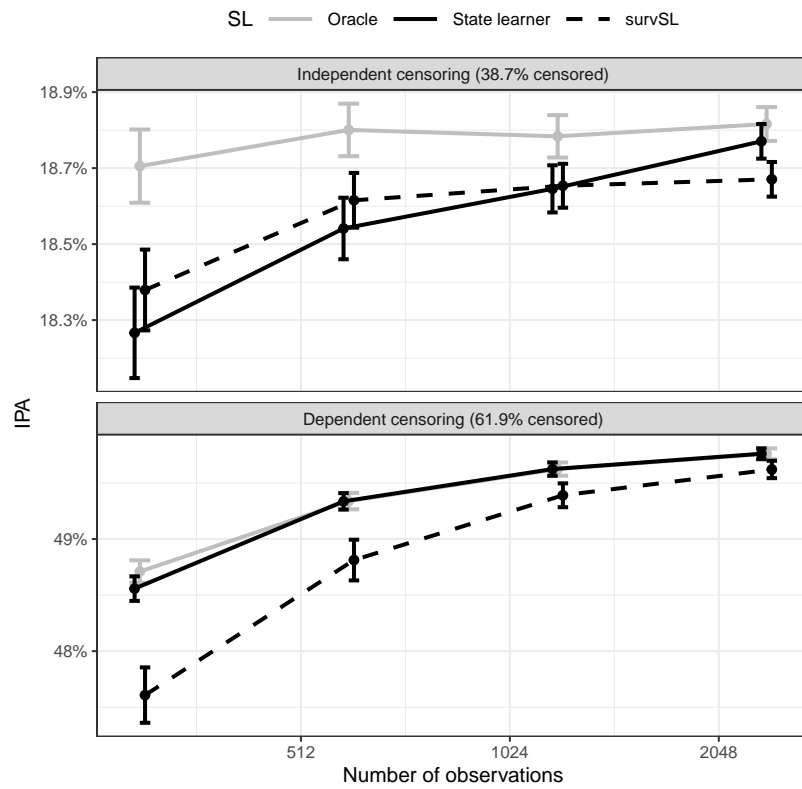 SL Oracle State learner survSL
Independent censoring (38.7% censored)
18.9%
18.7%
18.5%
18.3%
IPA
Dependent censoring (61.9% censored)
49%
48%
512 1024 2048
Number of observations